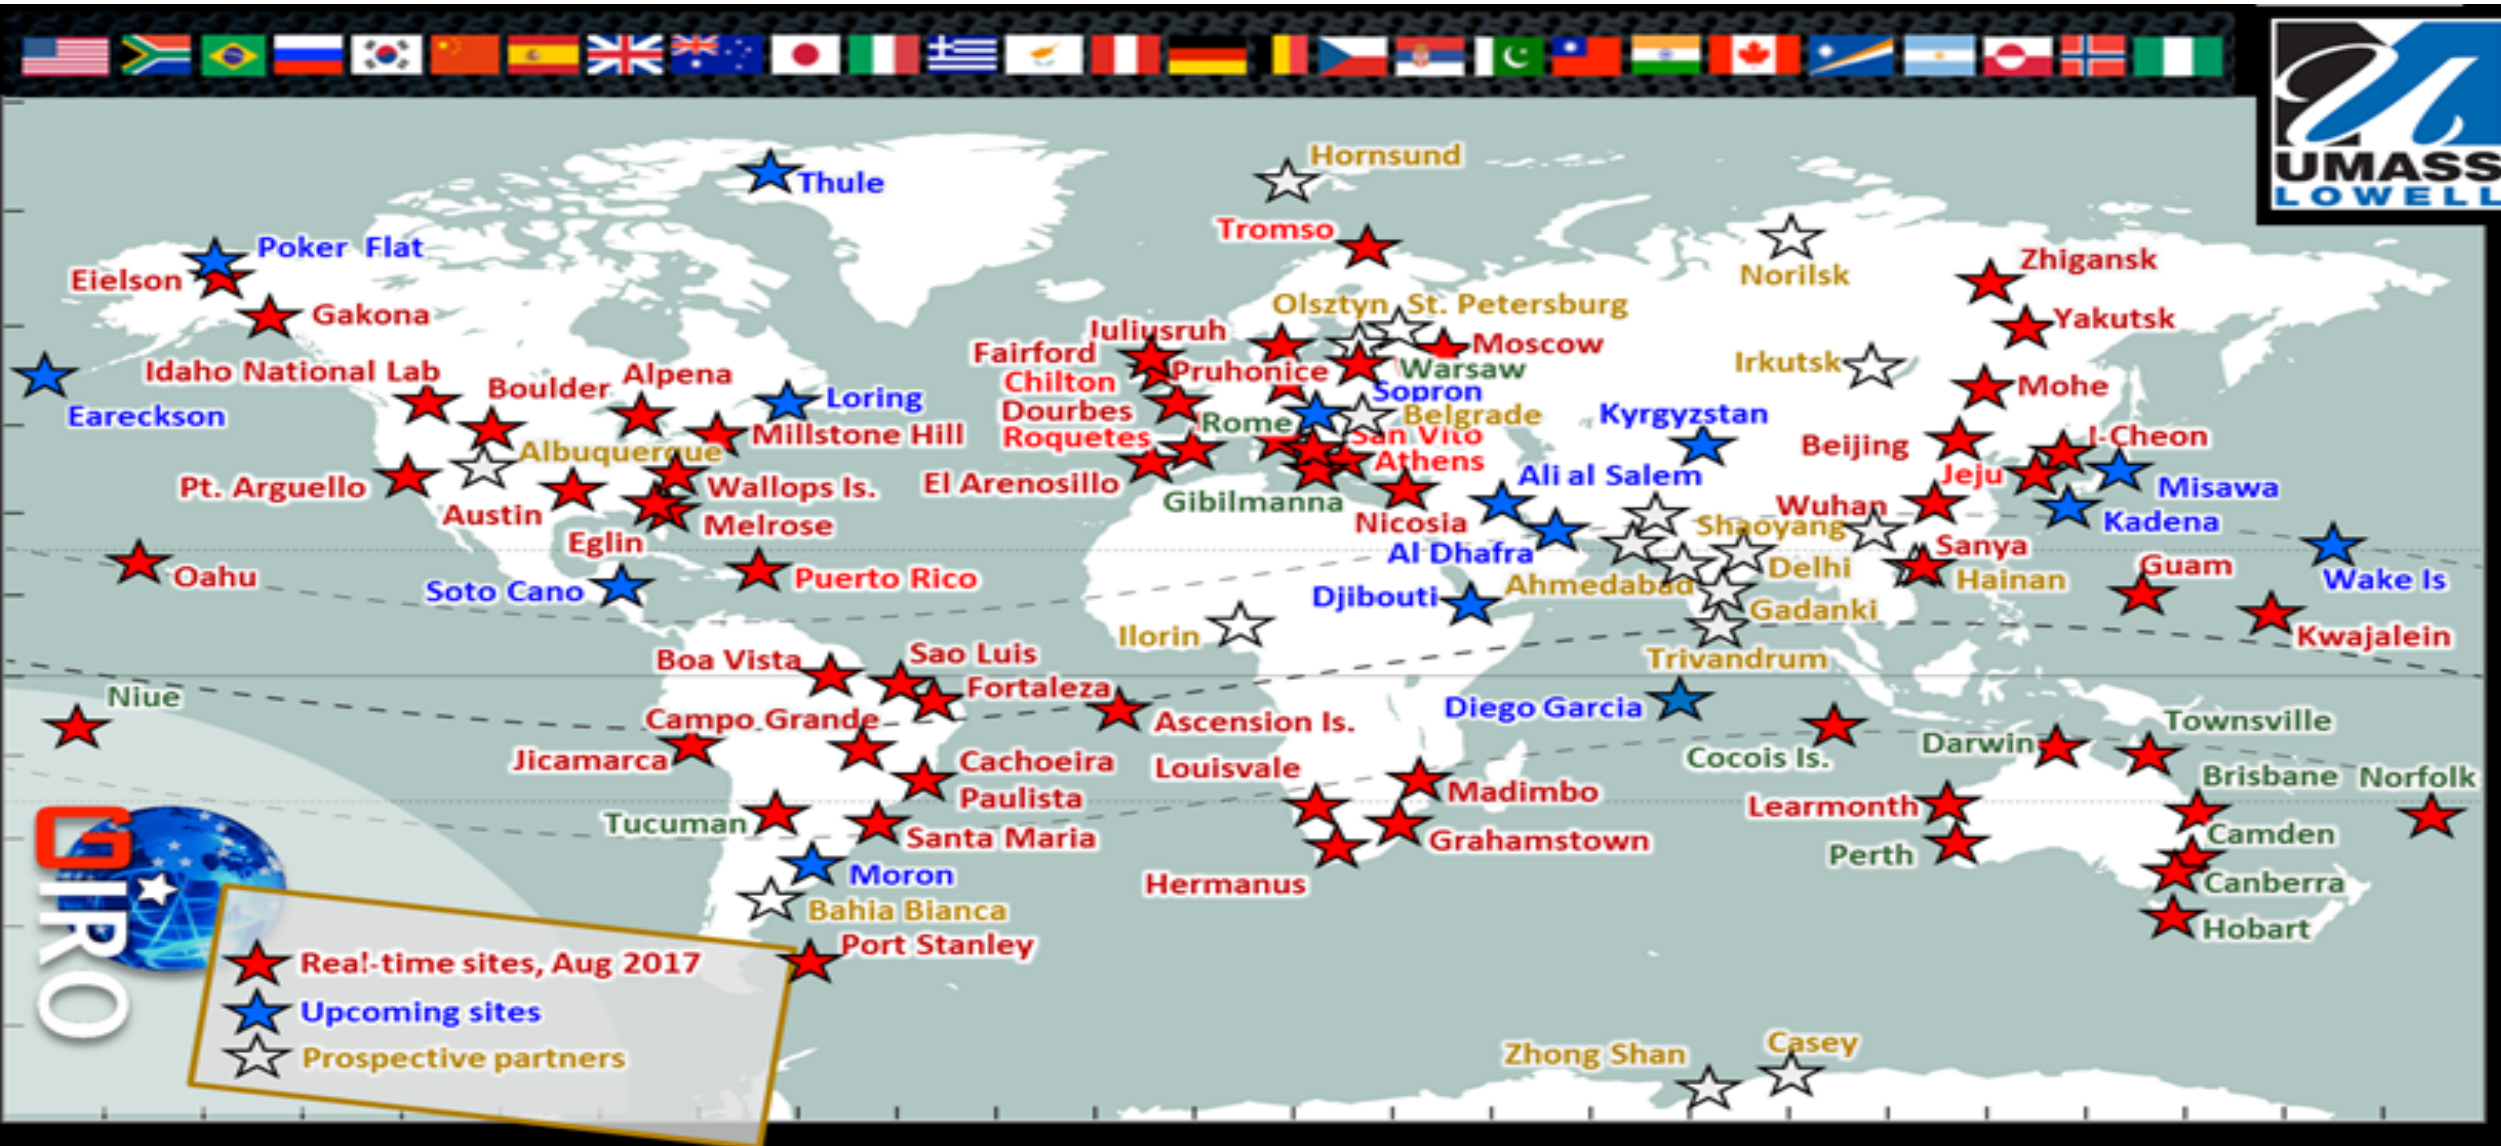 UMASS
LOWELL
Hornsund
Thule
Tromso
Poker Flat
Eielson
Gakona
Norilsk
Zhigansk
Yakutsk
Olsztyn
St. Petersburg
Juliusruh
Fairford
Moscow
Idaho National Lab
Boulder
Alpena
Pruhonice
Warsaw
Irkutsk
Chilton
Sopron
Mohe
Eareckson
Loring
Dourbes
Rome
Belgrade
Kyrgyzstan
Millstone Hill
Roquetes
San Vito
Beijing
I-Cheon
Albuquerque
Athens
Ali al Salem
Jeju
Pt. Arguello
Wallops Is.
El Arenosillo
Misawa
Austin
Melrose
Gibilmanna
Nicosia
Wuhan
Shaoyang
Kadena
Eglin
Al Dhafra
Sanya
Oahu
Puerto Rico
Delhi
Guam
Hainan
Wake Is
Soto Cano
Djibouti
Ahmedabad
Gadanki
Ilorin
Kwajalein
Boa Vista
Sao Luis
Trivandrum
Niue
Fortaleza
Diego Garcia
Campo Grande
Ascension Is.
Townsville
Jicamarca
Cachoeira
Paulista
Louisvale
Cocois Is.
Darwin
Brisbane
Norfolk
Madimbo
Learmonth
Tucuman
Santa Maria
Grahamstown
Camden
Perth
Moron
Hermanus
Canberra
Bahia Bianca
Hobart
Port Stanley
GIRO
Real-time sites, Aug 2017
Upcoming sites
Prospective partners
Zhong Shan
Casey